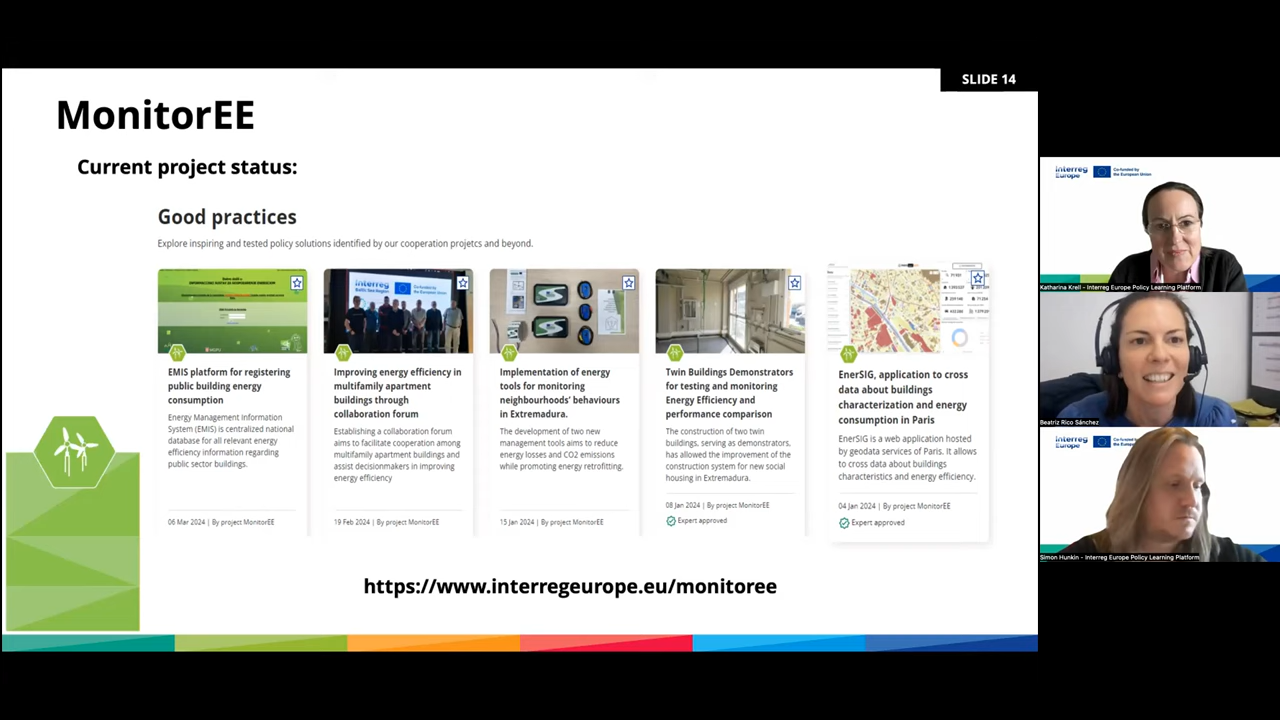 SLIDE 14
MonitorEE
Current project status:
Good practices
Explore inspiring and tested policy solutions identified by our cooperation projetcs and beyond.
EMIS platform for registering
public building energy
consumption
Energy Management Information
System (EMIS) is centralized national
database for all relevant energy
efficiency information regarding
public sector buildings.
06 Mar 2024 | By project MonitorEE
Interreg
Baltic Sea Region
Co-funded by
the European Union
Improving energy efficiency in
multifamily apartment
buildings through
collaboration forum
Establishing a collaboration forum
aims to facilitate cooperation among
multifamily apartment buildings and
assist decisionmakers in improving
energy efficiency
19 Feb 2024 | By project MonitorEE
Implementation of energy
tools for monitoring
neighbourhoods' behaviours
in Extremadura.
The development of two new
management tools aims to reduce
energy losses and CO2 emissions
while promoting energy retrofitting.
15 Jan 2024 | By project MonitorEE
Twin Buildings Demonstrators
for testing and monitoring
Energy Efficiency and
performance comparison
The construction of two twin
buildings, serving as demonstrators,
has allowed the improvement of the
construction system for new social
housing in Extremadura.
08 Jan 2024 | By project MonitorEE
Expert approved
EnerSIG, application to cross
data about buildings
characterization and energy
consumption in Paris
EnerSIG is a web application hosted
by geodata services of Paris. It allows
to cross data about buildings
characteristics and energy efficiency.
04 Jan 2024 | By project MonitorEE
Expert approved
https://www.interregeurope.eu/monitoree
Interreg
Europe
Co-funded by
the European Union
Katharina Krell - Interreg Europe Policy Learning Platform
Beatriz Rico Sánchez
Interreg
Europe
Simon Hunkin - Interreg Europe Policy Learning Platform